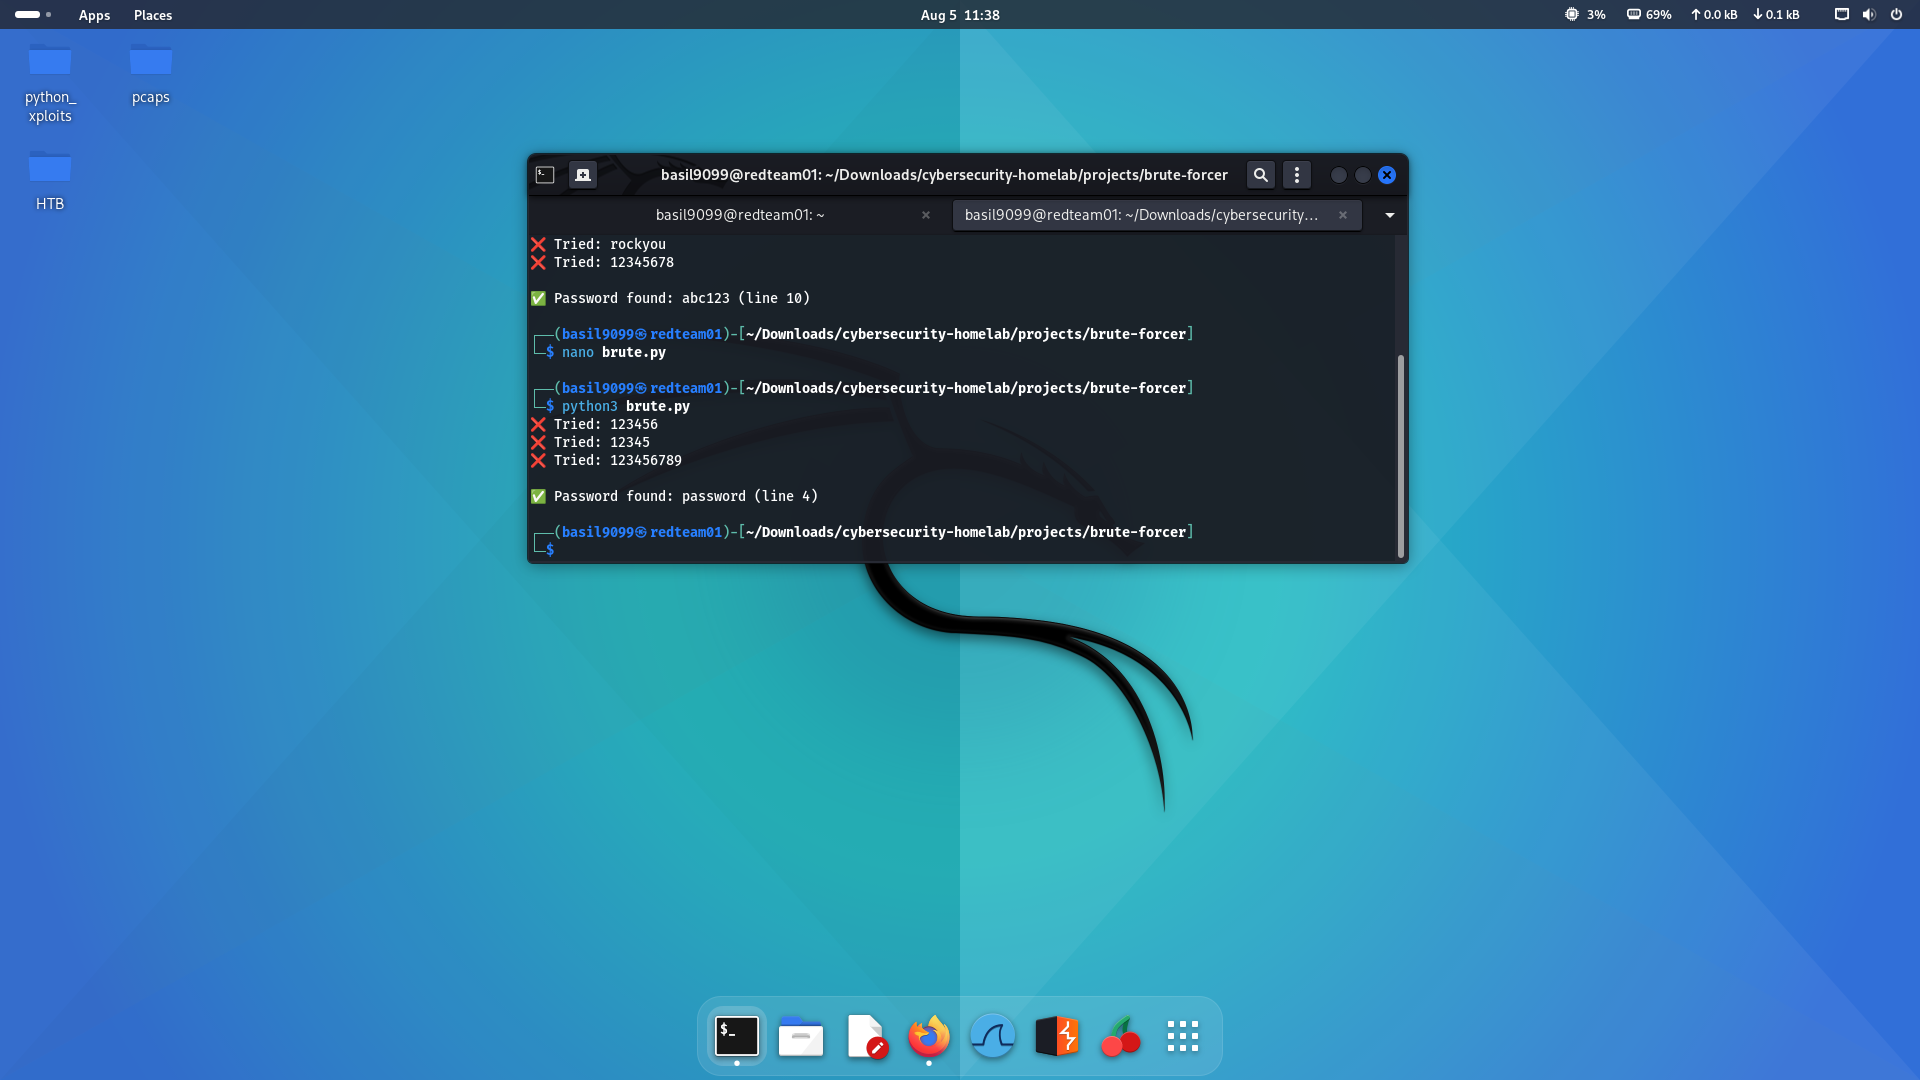 Apps Places Aug 5 11:38 3% 69% 0.0 kB 0.1 kB
python_
xploits
pcaps
HTB
basil9099@redteam01: ~/Downloads/cybersecurity-homelab/projects/brute-forcer
basil9099@redteam01: ~ basil9099@redteam01: ~/Downloads/cybersecurity...
Tried: rockyou
Tried: 12345678
Password found: abc123 (line 10)
(basil9099㉿redteam01)-[~/Downloads/cybersecurity-homelab/projects/brute-forcer]
$ nano brute.py
(basil9099㉿redteam01)-[~/Downloads/cybersecurity-homelab/projects/brute-forcer]
$ python3 brute.py
Tried: 123456
Tried: 12345
Tried: 123456789
Password found: password (line 4)
(basil9099㉿redteam01)-[~/Downloads/cybersecurity-homelab/projects/brute-forcer]
$
$_